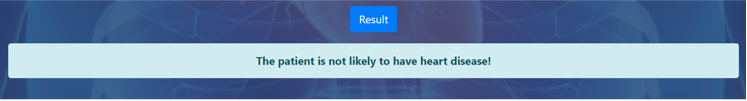 Result
The patient is not likely to have heart disease!